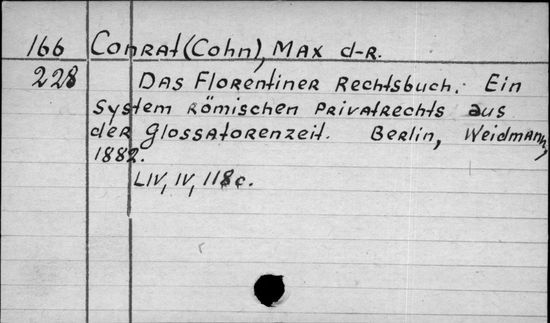 166 Conrat (Cohn), Max d-r.
228 Das Florentiner Rechtsbuch. Ein
System römischen Privatrechts aus
der Glossatorenzeit. Berlin, Weidmann,
1882.
LIV, IV, 118 c.